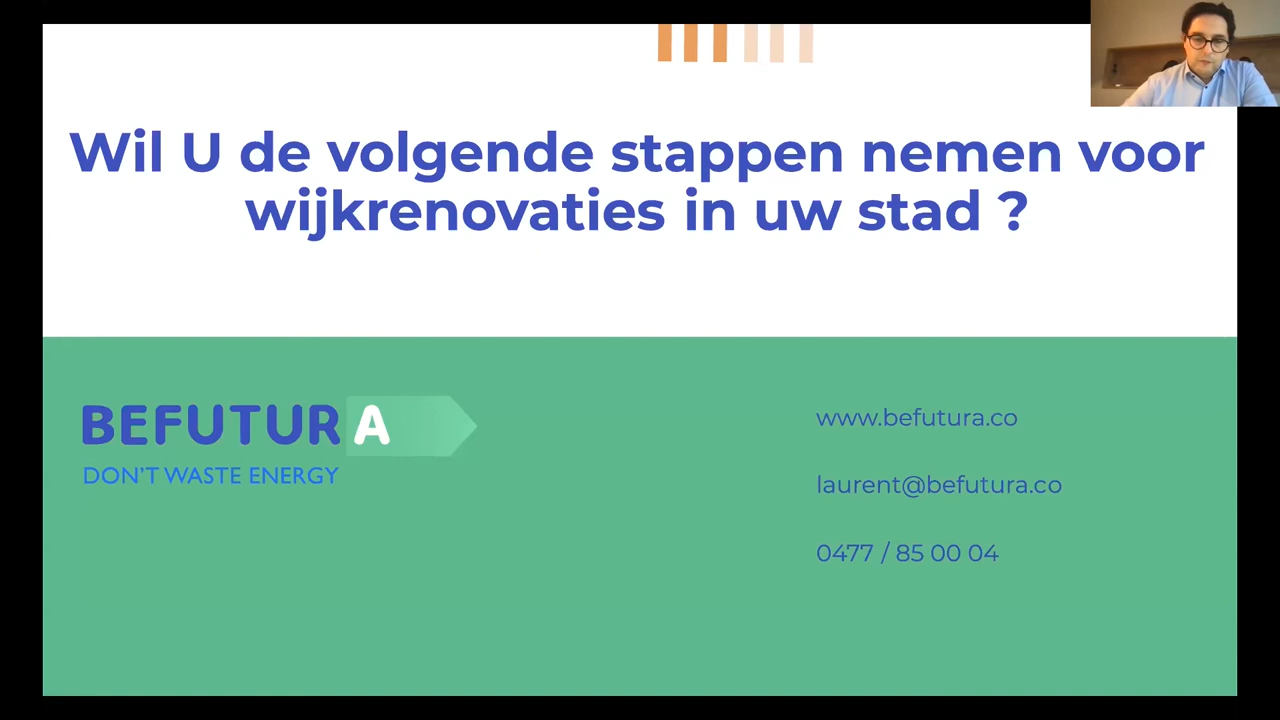 Wil U de volgende stappen nemen voor
wijkrenovaties in uw stad ?
BEFUTURA
DON'T WASTE ENERGY
www.befutura.co
laurent@befutura.co
0477 / 85 00 04